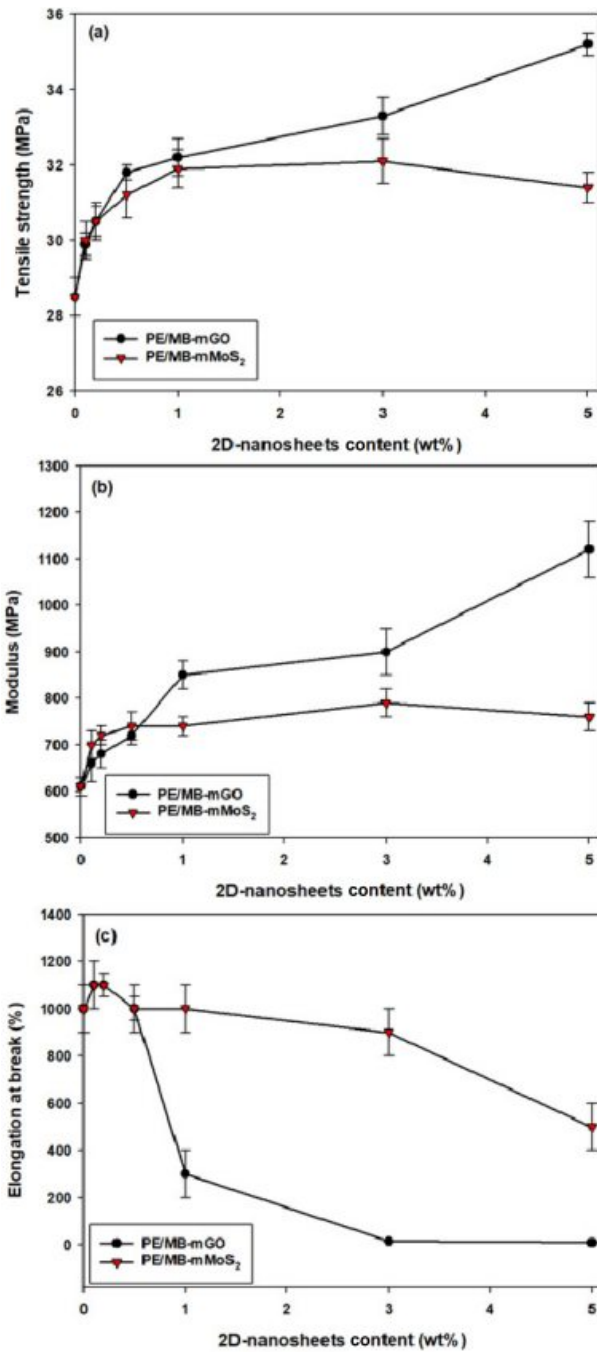 (a)
36
34
32
30
28
26
Tensile strength (MPa)
PE/MB-mGO
PE/MB-mMoS₂
0 1 2 3 4 5
2D-nanosheets content (wt%)
(b)
1300
1200
1100
1000
900
800
700
600
500
Modulus (MPa)
PE/MB-mGO
PE/MB-mMoS₂
0 1 2 3 4 5
2D-nanosheets content (wt%)
(c)
1400
1200
1000
800
600
400
200
0
Elongation at break (%)
PE/MB-mGO
PE/MB-mMoS₂
0 1 2 3 4 5
2D-nanosheets content (wt%)